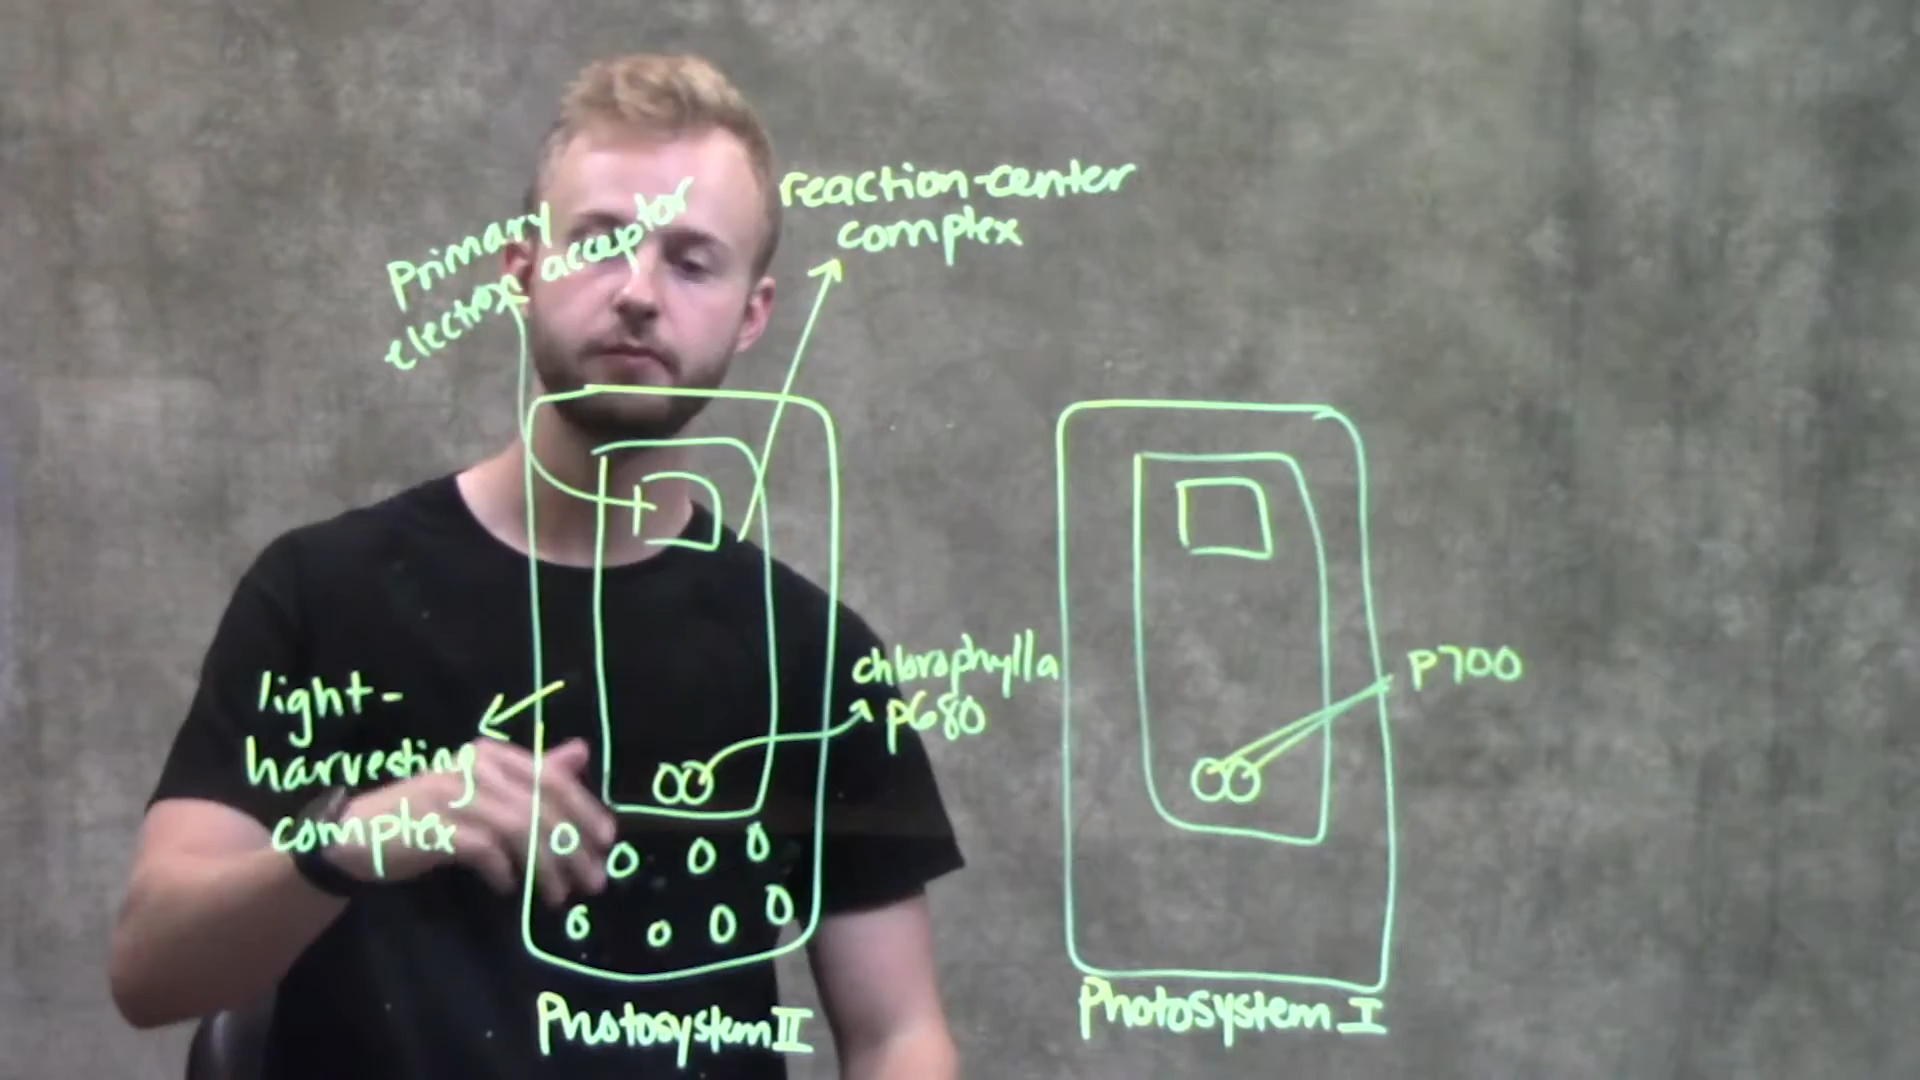 Primary
electron acceptor
reaction-center
complex
light-
harvesting
complex
chlorophyll a
P680
P700
Photosystem II
Photosystem I